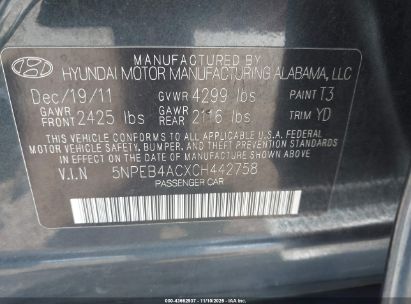 MANUFACTURED BY
HYUNDAI MOTOR MANUFACTURING ALABAMA, LLC
Dec/19/11 GVWR 4299 lbs PAINT T3
GAWR FRONT 2425 lbs GAWR REAR 2116 lbs TRIM YD
THIS VEHICLE CONFORMS TO ALL APPLICABLE U.S.A. FEDERAL
MOTOR VEHICLE SAFETY, BUMPER, AND THEFT PREVENTION
STANDARDS IN EFFECT ON THE DATE OF MANUFACTURE SHOWN ABOVE.
V.I.N 5NPEB4ACXCH442758
PASSENGER CAR